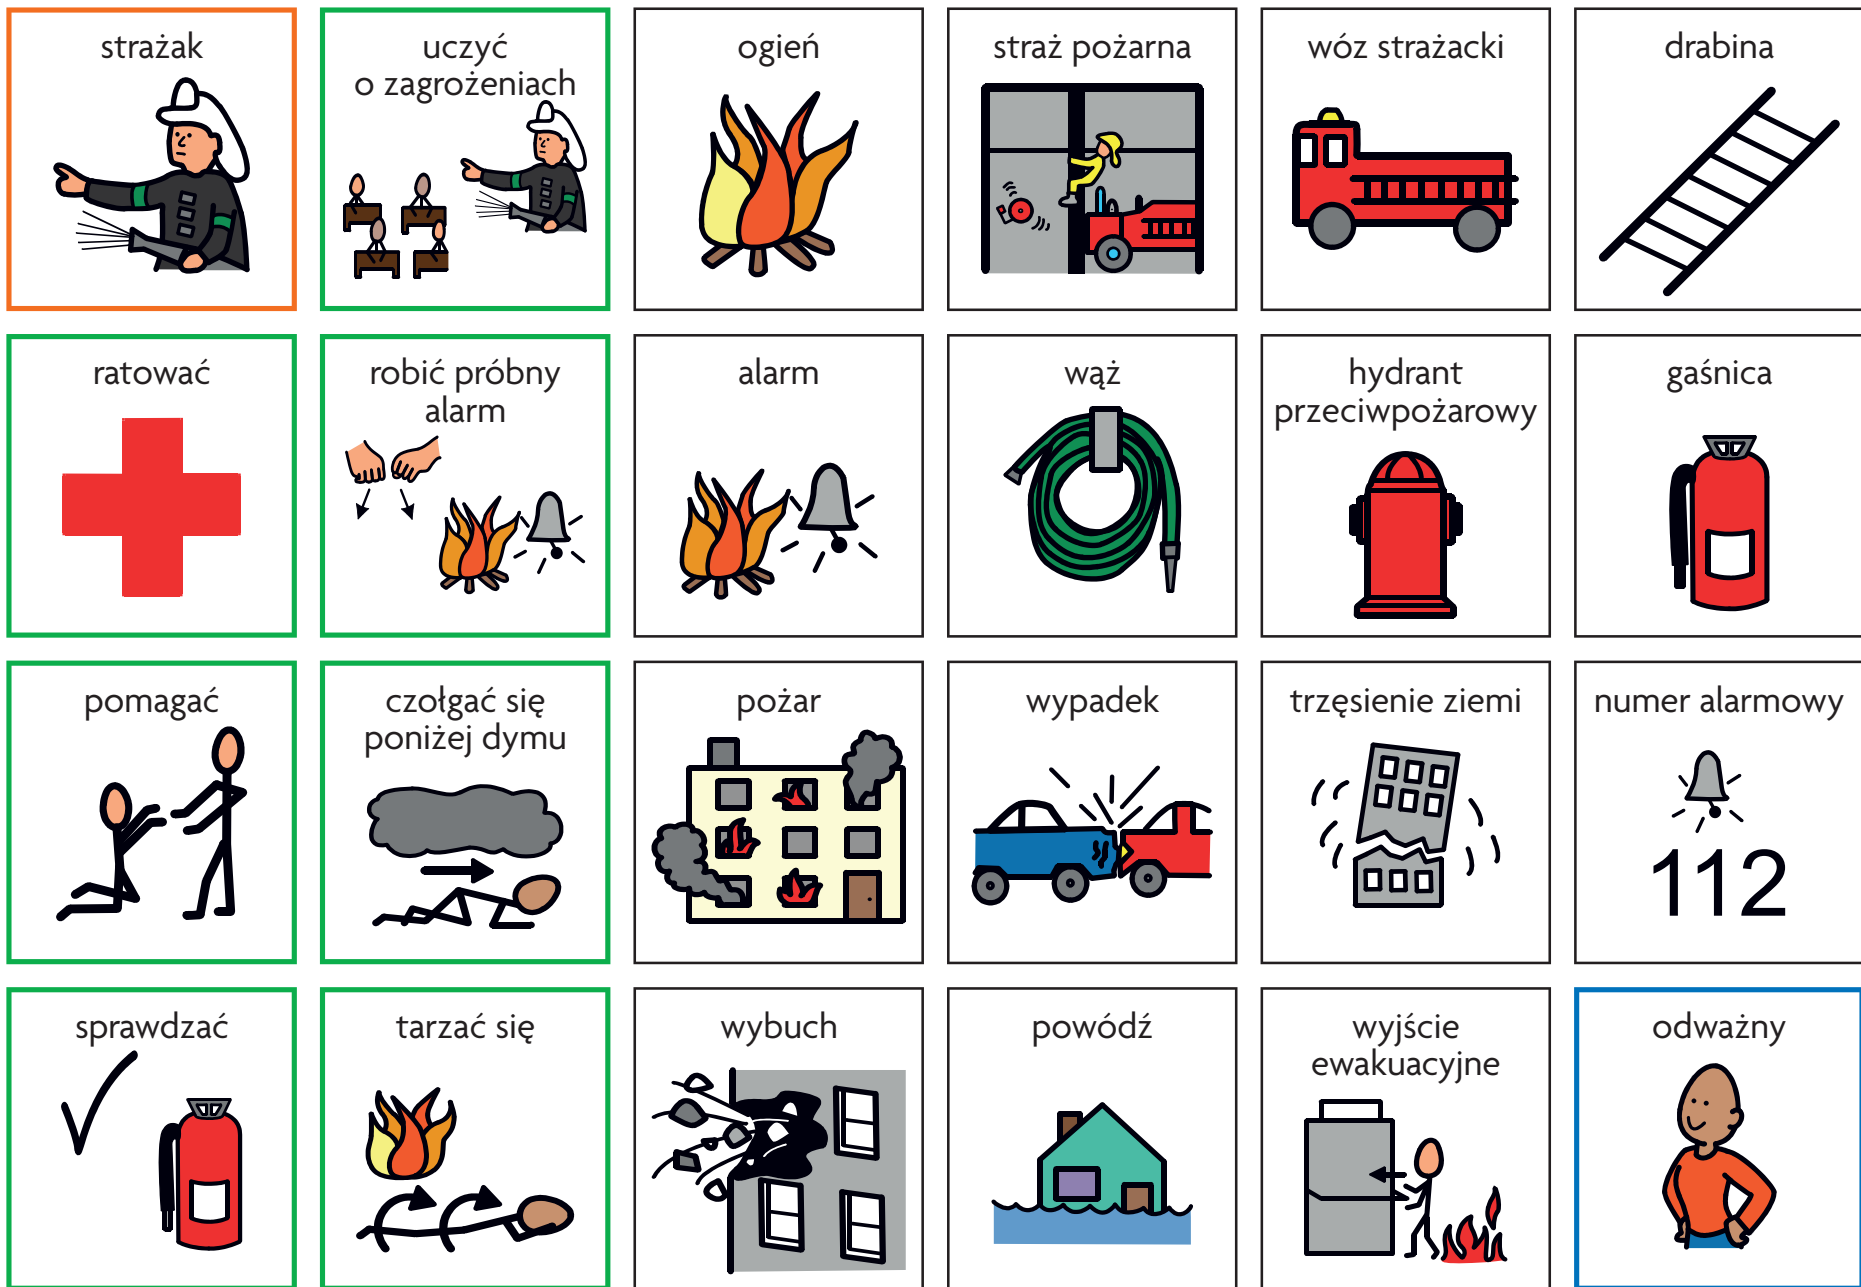 strażak
uczyć
o zagrożeniach
ogień
straż pożarna
wóz strażacki
drabina
ratować
robić próbny
alarm
alarm
wąż
hydrant
przeciwpożarowy
gaśnica
pomagać
czołgać się
poniżej dymu
pożar
wypadek
trzęsienie ziemi
numer alarmowy
112
sprawdzać
tarzać się
wybuch
powódź
wyjście
ewakuacyjne
odważny